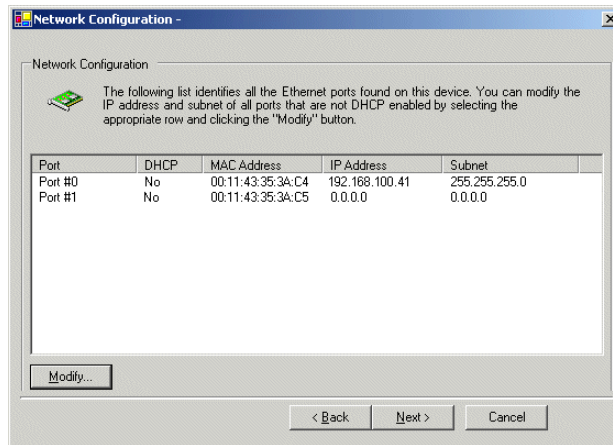 Network Configuration -
Network Configuration
The following list identifies all the Ethernet ports found on this device. You can modify the
IP address and subnet of all ports that are not DHCP enabled by selecting the
appropriate row and clicking the "Modify" button.
Port DHCP MAC Address IP Address Subnet
Port #0 No 00:11:43:35:3A:C4 192.168.100.41 255.255.255.0
Port #1 No 00:11:43:35:3A:C5 0.0.0.0 0.0.0.0
Modify...
< Back Next > Cancel